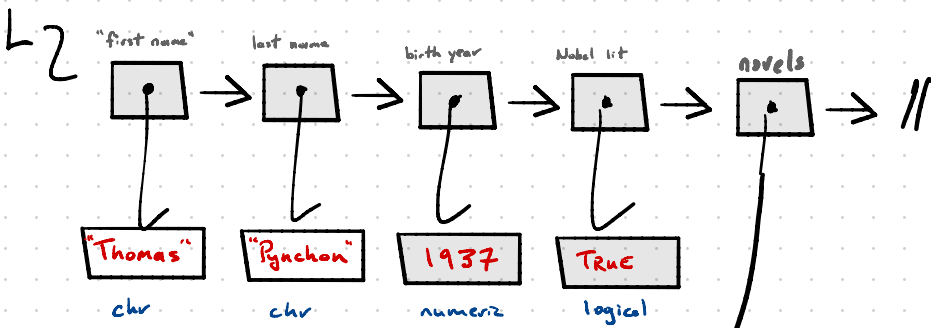 L2
"first name" last name birth year Nobel lit novels
"Thomas" "Pynchon" 1937 TRUE
chr chr numeric logical